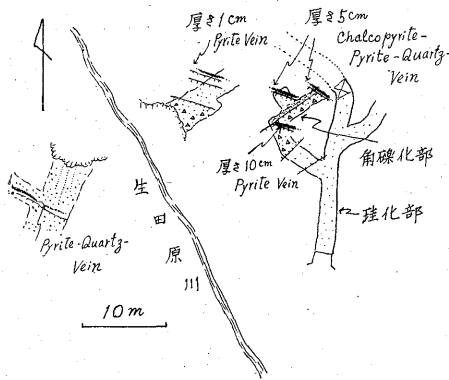 厚さ1cm
Pyrite Vein
厚さ5cm
Chalcopyrite-
Pyrite-Quartz-
Vein
厚さ10cm
Pyrite Vein
角礫化部
珪化部
Pyrite-Quartz-
Vein
生田原川
10m